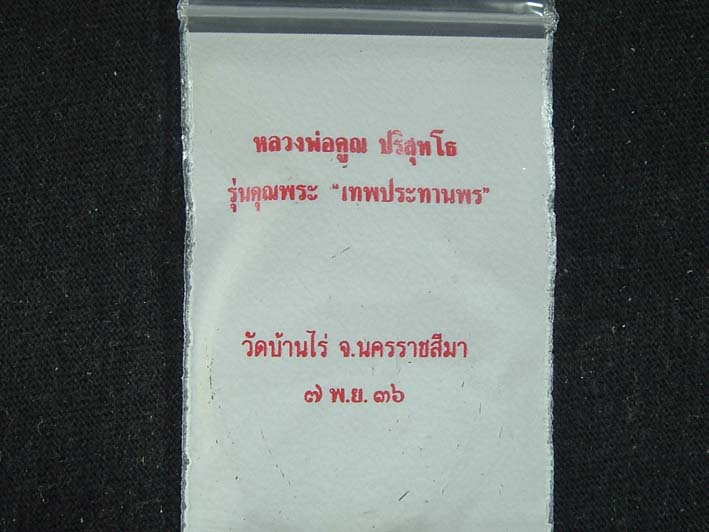 หลวงพ่อคูณ ปริสุทโธ
รุ่นคุณพระ "เทพประทานพร"
วัดบ้านไร่ จ.นครราชสีมา
๗ พ.ย. ๓๖